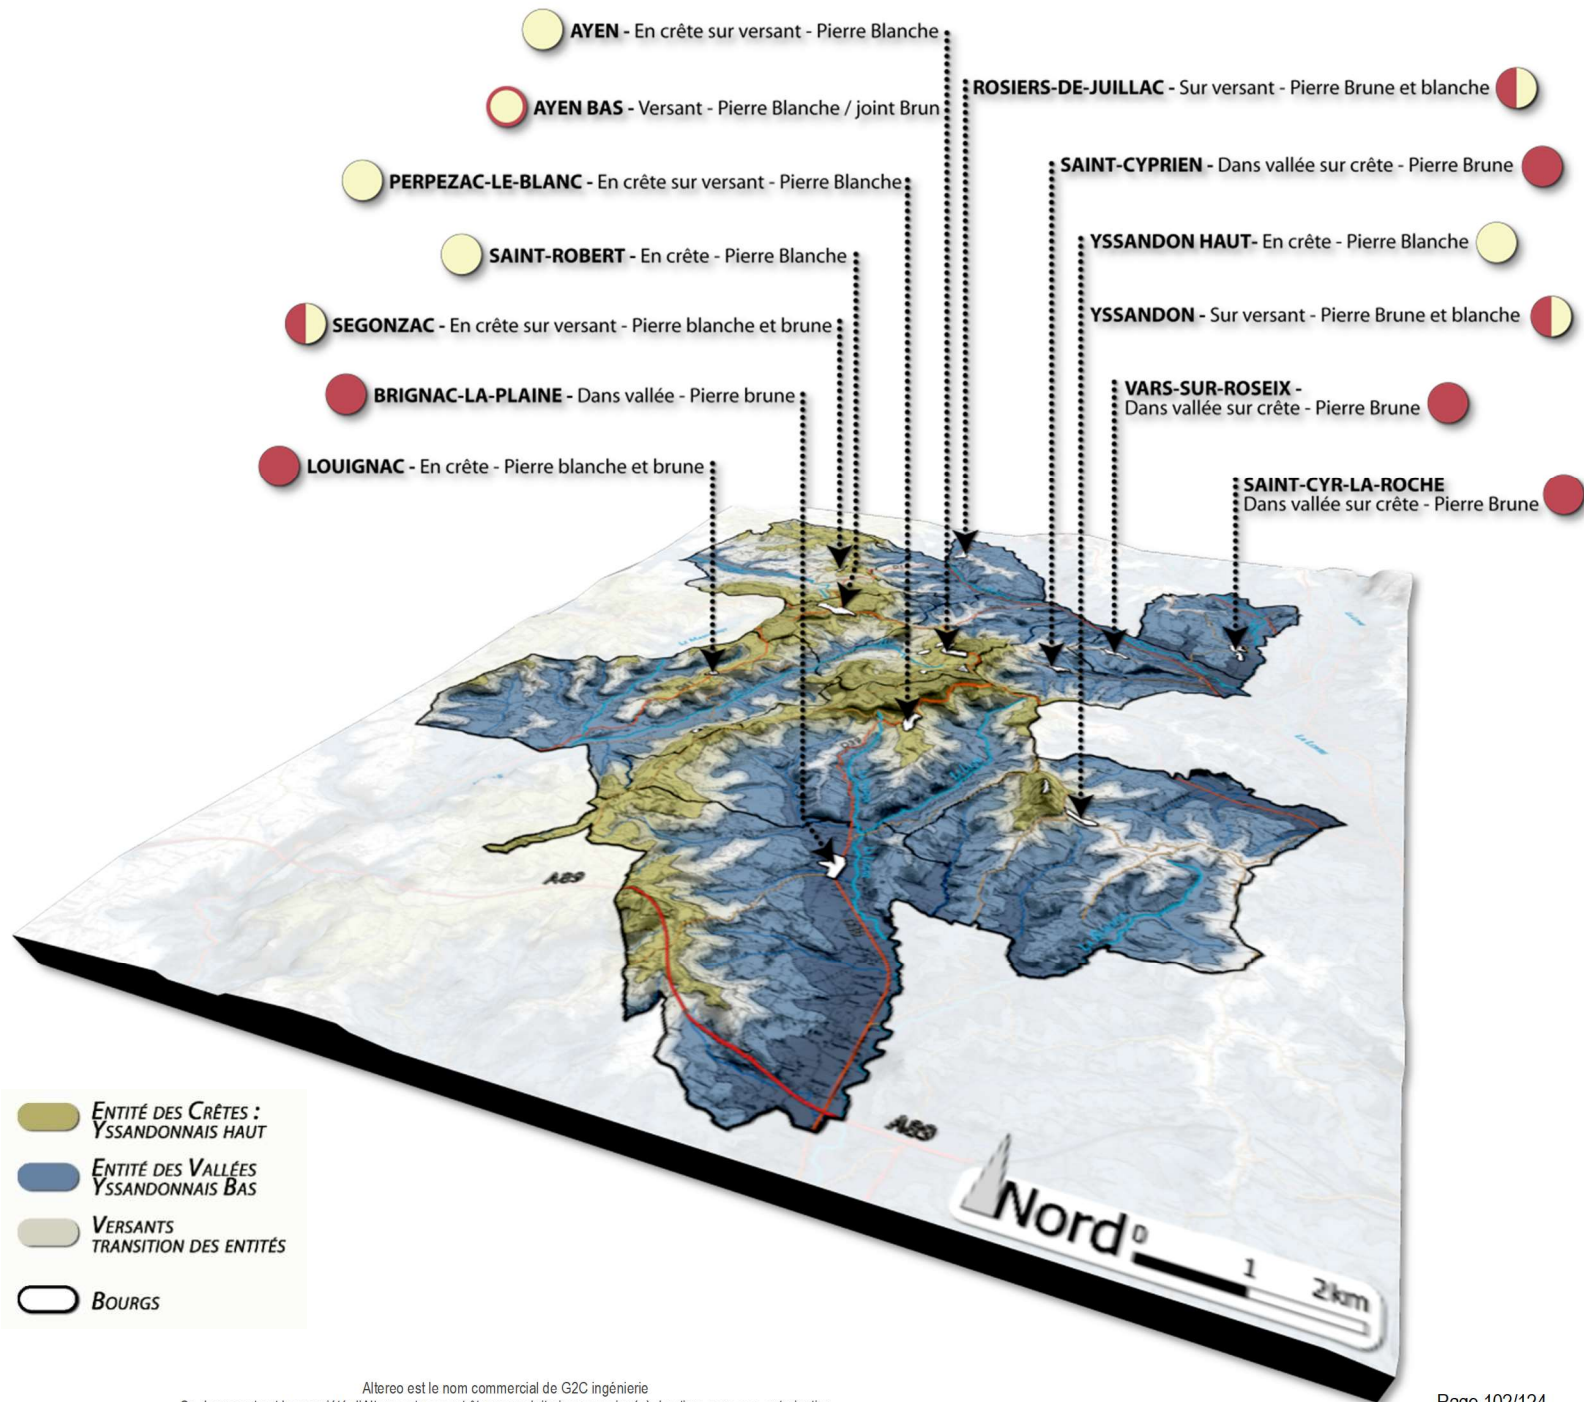 AYEN - En crête sur versant - Pierre Blanche
AYEN BAS - Versant - Pierre Blanche / joint Brun
PERPEZAC-LE-BLANC - En crête sur versant - Pierre Blanche
SAINT-ROBERT - En crête - Pierre Blanche
SEGONZAC - En crête sur versant - Pierre blanche et brune
BRIGNAC-LA-PLAINE - Dans vallée - Pierre brune
LOUIGNAC - En crête - Pierre blanche et brune
ROSIERS-DE-JUILLAC - Sur versant - Pierre Brune et blanche
SAINT-CYPRIEN - Dans vallée sur crête - Pierre Brune
YSSANDON HAUT- En crête - Pierre Blanche
YSSANDON - Sur versant - Pierre Brune et blanche
VARS-SUR-ROSEIX -
Dans vallée sur crête - Pierre Brune
SAINT-CYR-LA-ROCHE
Dans vallée sur crête - Pierre Brune
A89
A89
ENTITÉ DES CRÊTES :
YSSANDONNAIS HAUT
ENTITÉ DES VALLÉES
YSSANDONNAIS BAS
VERSANTS
TRANSITION DES ENTITÉS
BOURGS
Nord
0 1 2km
Altereo est le nom commercial de G2C ingénierie
Page 102/124